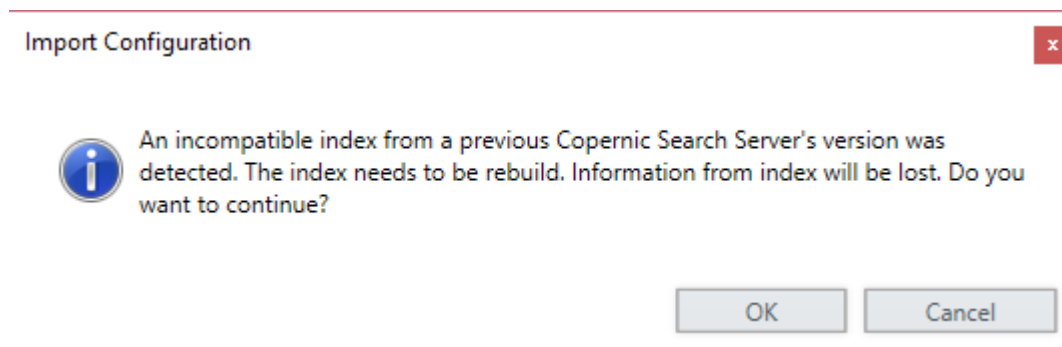 Import Configuration
x
An incompatible index from a previous Copernic Search Server's version was
detected. The index needs to be rebuild. Information from index will be lost. Do you
want to continue?
OK
Cancel